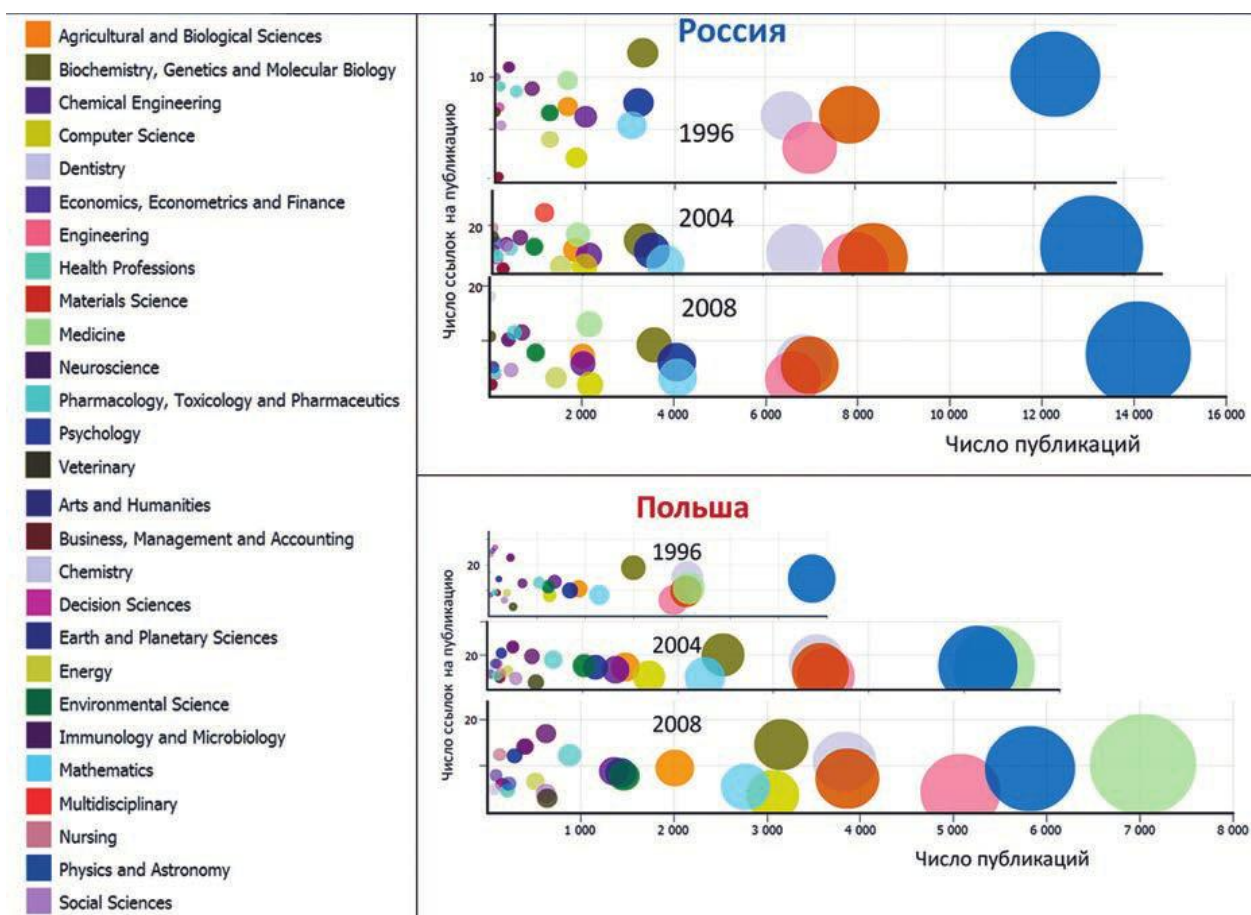 Agricultural and Biological Sciences
Biochemistry, Genetics and Molecular Biology
Chemical Engineering
Computer Science
Dentistry
Economics, Econometrics and Finance
Engineering
Health Professions
Materials Science
Medicine
Neuroscience
Pharmacology, Toxicology and Pharmaceutics
Psychology
Veterinary
Arts and Humanities
Business, Management and Accounting
Chemistry
Decision Sciences
Earth and Planetary Sciences
Energy
Environmental Science
Immunology and Microbiology
Mathematics
Multidisciplinary
Nursing
Physics and Astronomy
Social Sciences
Россия
Число ссылок на публикацию
10
1996
20
2004
20
2008
2 000 4 000 6 000 8 000 10 000 12 000 14 000 16 000
Число публикаций
Польша
Число ссылок на публикацию
20
1996
20
2004
20
2008
1 000 2 000 3 000 4 000 5 000 6 000 7 000 8 000
Число публикаций